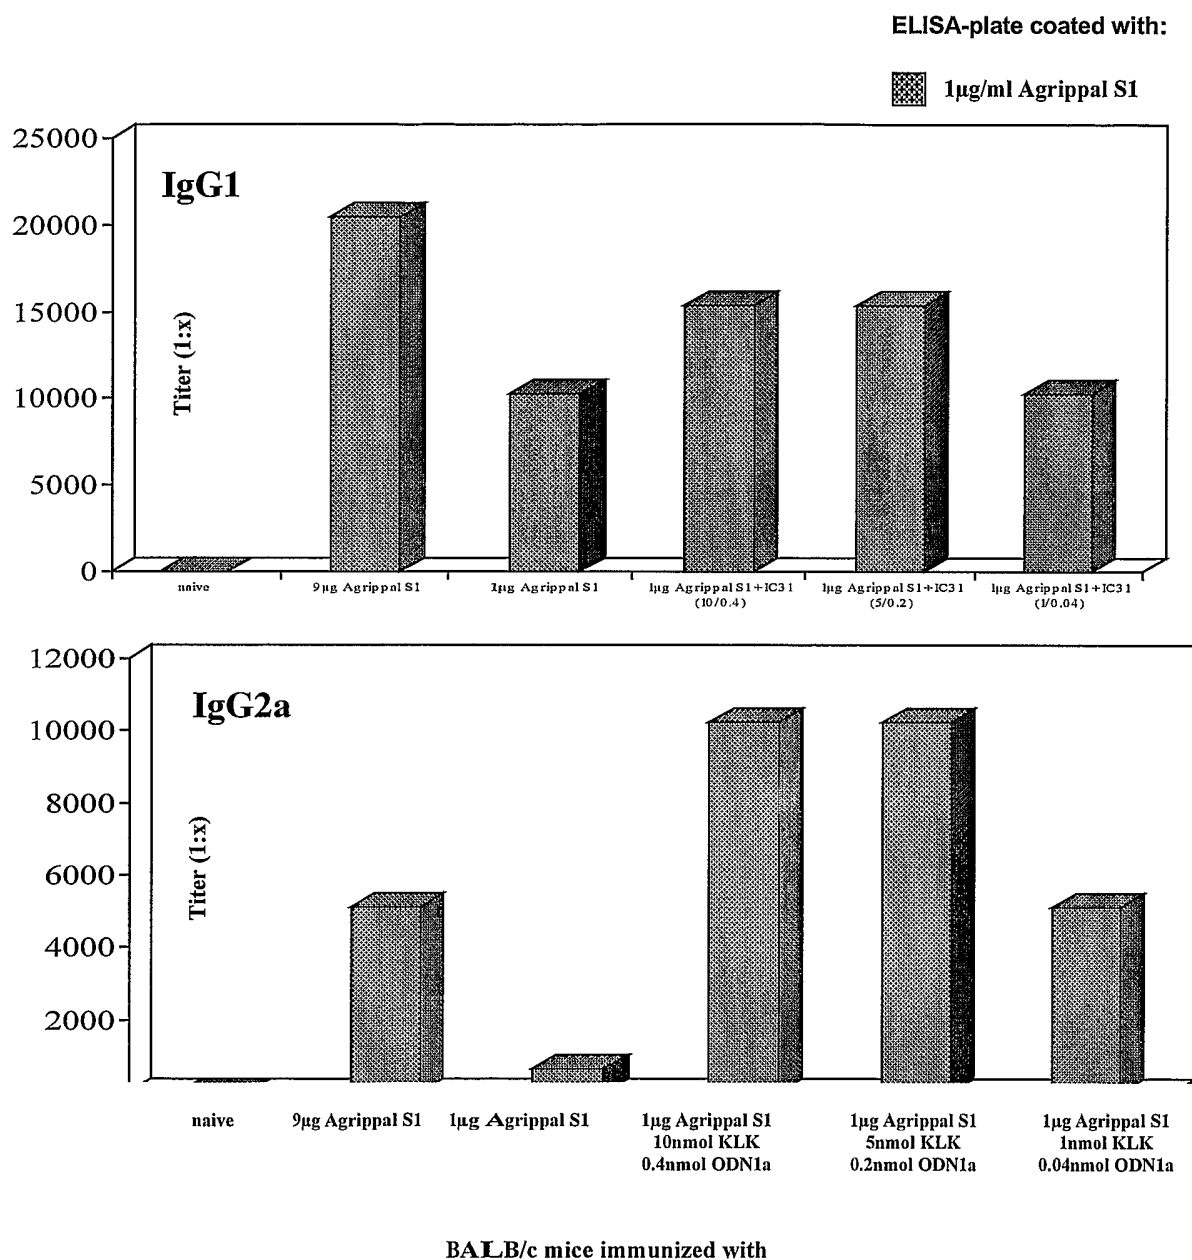 ELISA-plate coated with:
1µg/ml Agrippal S1
25000
20000
15000
10000
5000
0
IgG1
Titer (1:x)
naive
9µg Agrippal S1
1µg Agrippal S1
1µg Agrippal S1+IC31
(10/0.4)
1µg Agrippal S1+IC31
(5/0.2)
1µg Agrippal S1+IC31
(1/0.04)
12000
10000
8000
6000
4000
2000
IgG2a
Titer (1:x)
naive
9µg Agrippal S1
1µg Agrippal S1
1µg Agrippal S1
10nmol KLK
0.4nmol ODN1a
1µg Agrippal S1
5nmol KLK
0.2nmol ODN1a
1µg Agrippal S1
1nmol KLK
0.04nmol ODN1a
BALB/c mice immunized with